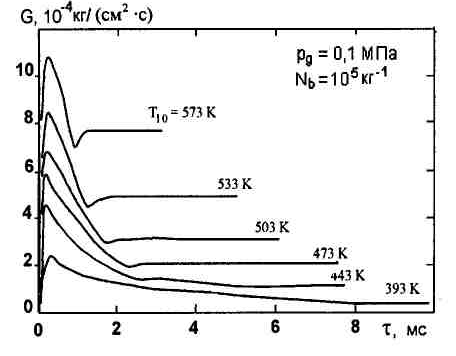 G, 10⁻⁴кг/ (см² ·с)
10
8
6
4
2
0
0
2
4
6
8
τ, мс
p_g = 0,1 МПа
N_b = 10⁵ кг⁻¹
T₁₀ = 573 K
533 K
503 K
473 K
443 K
393 K